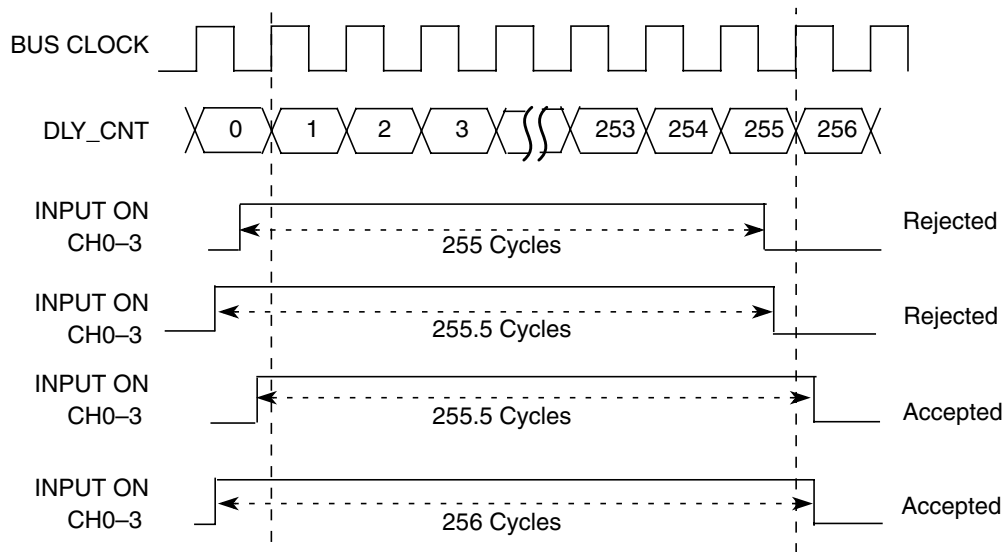 BUS CLOCK
DLY_CNT
0 1 2 3 253 254 255 256
INPUT ON
CH0–3
255 Cycles
Rejected
INPUT ON
CH0–3
255.5 Cycles
Rejected
INPUT ON
CH0–3
255.5 Cycles
Accepted
INPUT ON
CH0–3
256 Cycles
Accepted